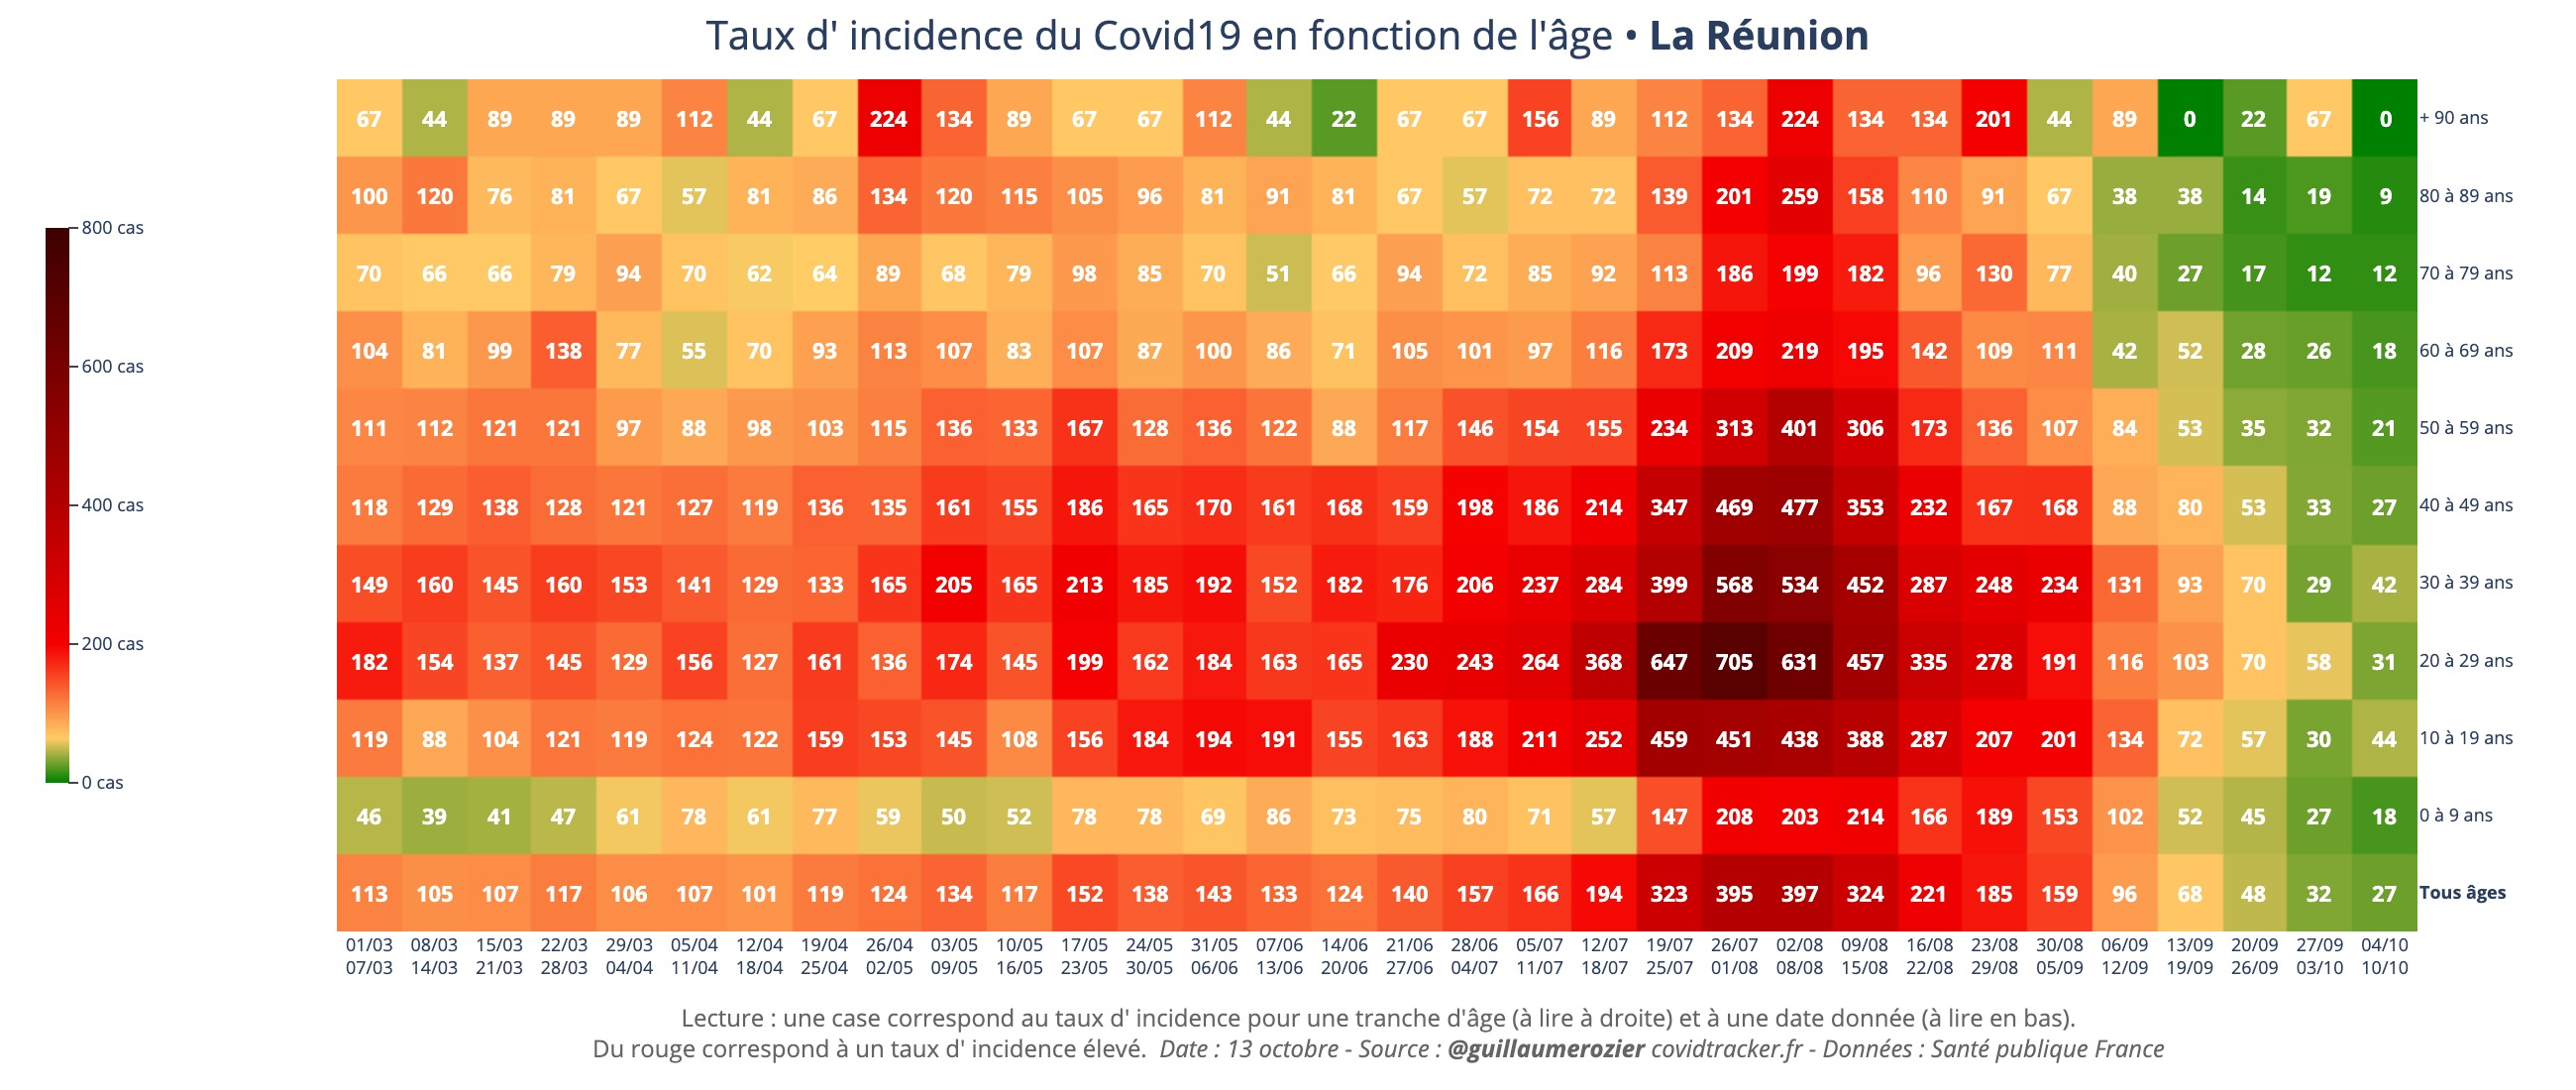 Taux d' incidence du Covid19 en fonction de l'âge • La Réunion
800 cas
600 cas
400 cas
200 cas
0 cas
67 44 89 89 89 112 44 67 224 134 89 67 67 112 44 22 67 67 156 89 112 134 224 134 134 201 44 89 0 22 67 0 + 90 ans
100 120 76 81 67 57 81 86 134 120 115 105 96 81 91 81 67 57 72 72 139 201 259 158 110 91 67 38 38 14 19 9 80 à 89 ans
70 66 66 79 94 70 62 64 89 68 79 98 85 70 51 66 94 72 85 92 113 186 199 182 96 130 77 40 27 17 12 12 70 à 79 ans
104 81 99 138 77 55 70 93 113 107 83 107 87 100 86 71 105 101 97 116 173 209 219 195 142 109 111 42 52 28 26 18 60 à 69 ans
111 112 121 121 97 88 98 103 115 136 133 167 128 136 122 88 117 146 154 155 234 313 401 306 173 136 107 84 53 35 32 21 50 à 59 ans
118 129 138 128 121 127 119 136 135 161 155 186 165 170 161 168 159 198 186 214 347 469 477 353 232 167 168 88 80 53 33 27 40 à 49 ans
149 160 145 160 153 141 129 133 165 205 165 213 185 192 152 182 176 206 237 284 399 568 534 452 287 248 234 131 93 70 29 42 30 à 39 ans
182 154 137 145 129 156 127 161 136 174 145 199 162 184 163 165 230 243 264 368 647 705 631 457 335 278 191 116 103 70 58 31 20 à 29 ans
119 88 104 121 119 124 122 159 153 145 108 156 184 194 191 155 163 188 211 252 459 451 438 388 287 207 201 134 72 57 30 44 10 à 19 ans
46 39 41 47 61 78 61 77 59 50 52 78 78 69 86 73 75 80 71 57 147 208 203 214 166 189 153 102 52 45 27 18 0 à 9 ans
113 105 107 117 106 107 101 119 124 134 117 152 138 143 133 124 140 157 166 194 323 395 397 324 221 185 159 96 68 48 32 27 Tous âges
01/03 08/03 15/03 22/03 29/03 05/04 12/04 19/04 26/04 03/05 10/05 17/05 24/05 31/05 07/06 14/06 21/06 28/06 05/07 12/07 19/07 26/07 02/08 09/08 16/08 23/08 30/08 06/09 13/09 20/09 27/09 04/10
07/03 14/03 21/03 28/03 04/04 11/04 18/04 25/04 02/05 09/05 16/05 23/05 30/05 06/06 13/06 20/06 27/06 04/07 11/07 18/07 25/07 01/08 08/08 15/08 22/08 29/08 05/09 12/09 19/09 26/09 03/10 10/10
Lecture : une case correspond au taux d' incidence pour une tranche d'âge (à lire à droite) et à une date donnée (à lire en bas).
Du rouge correspond à un taux d' incidence élevé. Date : 13 octobre - Source : @guillaumerozier covidtracker.fr - Données : Santé publique France